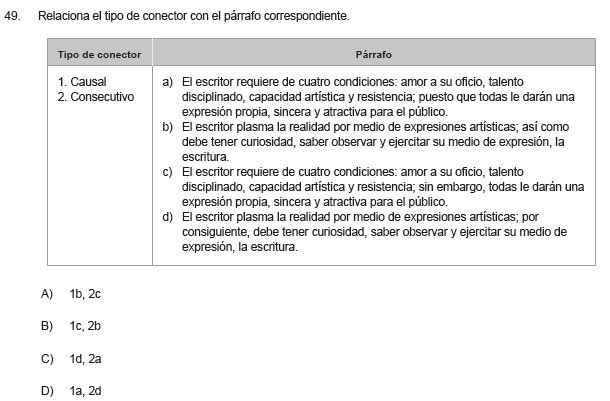 49. Relaciona el tipo de conector con el párrafo correspondiente.
Tipo de conector
Párrafo
1. Causal
2. Consecutivo
a) El escritor requiere de cuatro condiciones: amor a su oficio, talento
disciplinado, capacidad artística y resistencia; puesto que todas le darán una
expresión propia, sincera y atractiva para el público.
b) El escritor plasma la realidad por medio de expresiones artísticas; así como
debe tener curiosidad, saber observar y ejercitar su medio de expresión, la
escritura.
c) El escritor requiere de cuatro condiciones: amor a su oficio, talento
disciplinado, capacidad artística y resistencia; sin embargo, todas le darán una
expresión propia, sincera y atractiva para el público.
d) El escritor plasma la realidad por medio de expresiones artísticas; por
consiguiente, debe tener curiosidad, saber observar y ejercitar su medio de
expresión, la escritura.
A) 1b, 2c
B) 1c, 2b
C) 1d, 2a
D) 1a, 2d